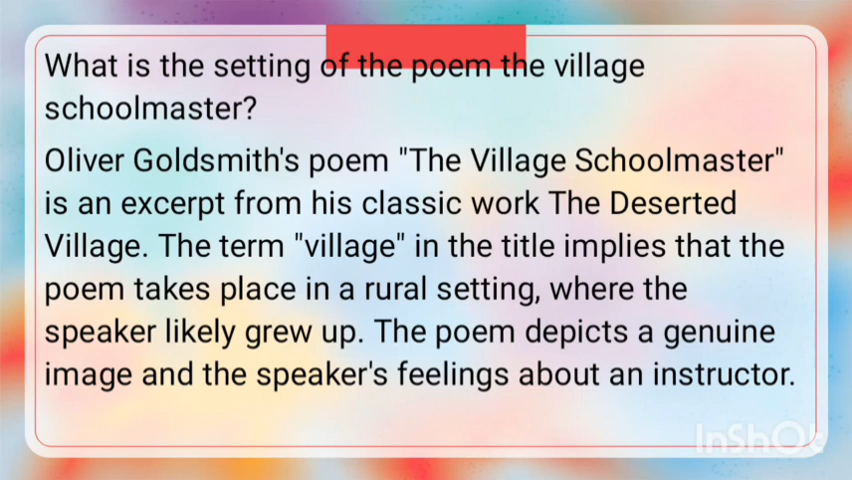 What is the setting of the poem the village
schoolmaster?
Oliver Goldsmith's poem "The Village Schoolmaster"
is an excerpt from his classic work The Deserted
Village. The term "village" in the title implies that the
poem takes place in a rural setting, where the
speaker likely grew up. The poem depicts a genuine
image and the speaker's feelings about an instructor.
InShOt